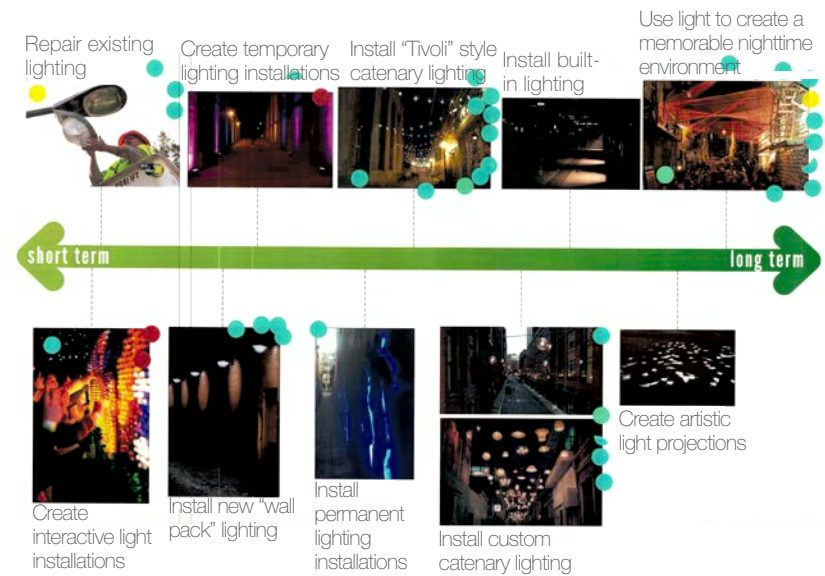 Repair existing
lighting
Create temporary
lighting installations
Install “Tivoli” style
catenary lighting
Install built-
in lighting
Use light to create a
memorable nighttime
environment
short term
long term
Create
interactive light
installations
Install new “wall
pack” lighting
Install
permanent
lighting
installations
Install custom
catenary lighting
Create artistic
light projections